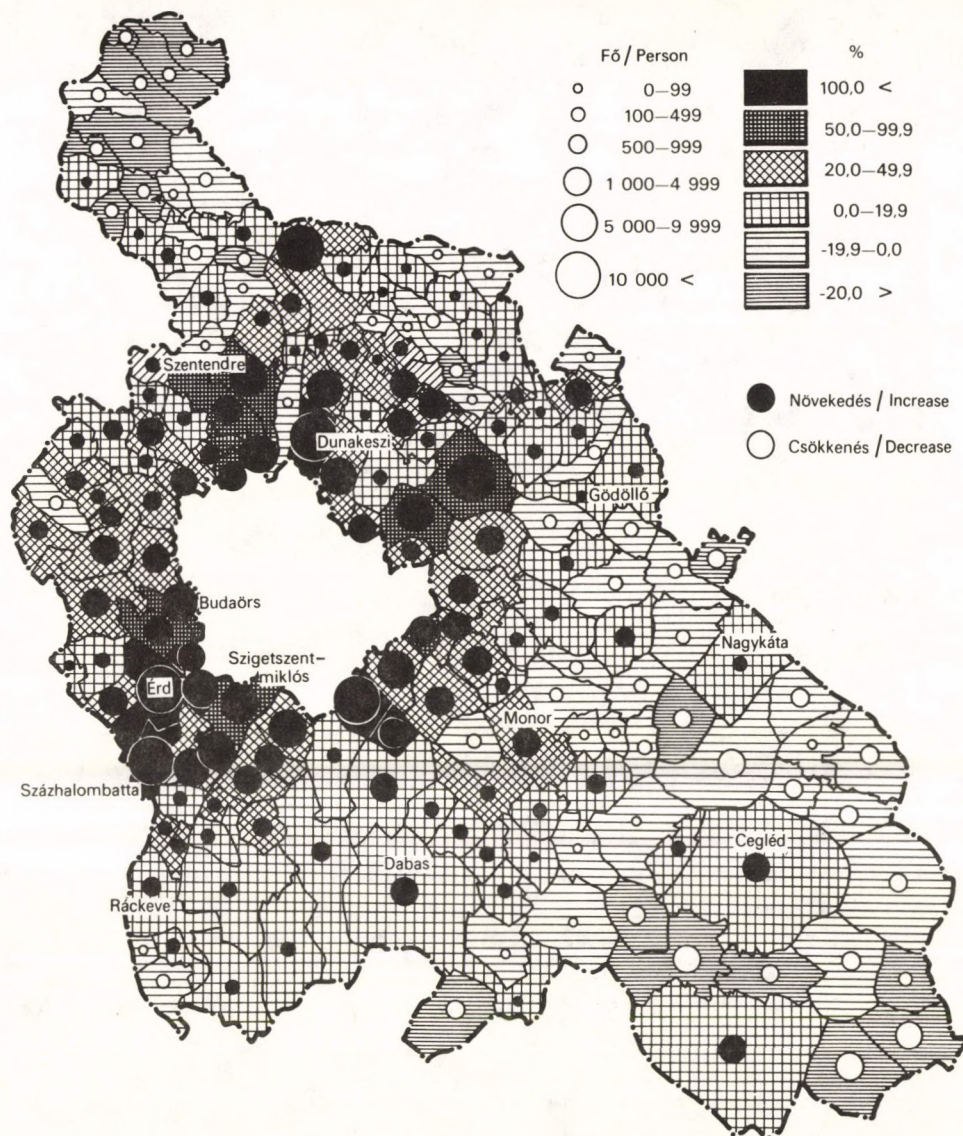 Fő / Person
0—99
100—499
500—999
1 000—4 999
5 000—9 999
10 000 <
%
100,0 <
50,0—99,9
20,0—49,9
0,0—19,9
-19,9—0,0
-20,0 >
Növekedés / Increase
Csökkenés / Decrease
Szentendre
Dunakeszi
Gödöllő
Budaörs
Szigetszent-
miklós
Nagykáta
Érd
Monor
Százhalombatta
Cegléd
Dabas
Ráckeve